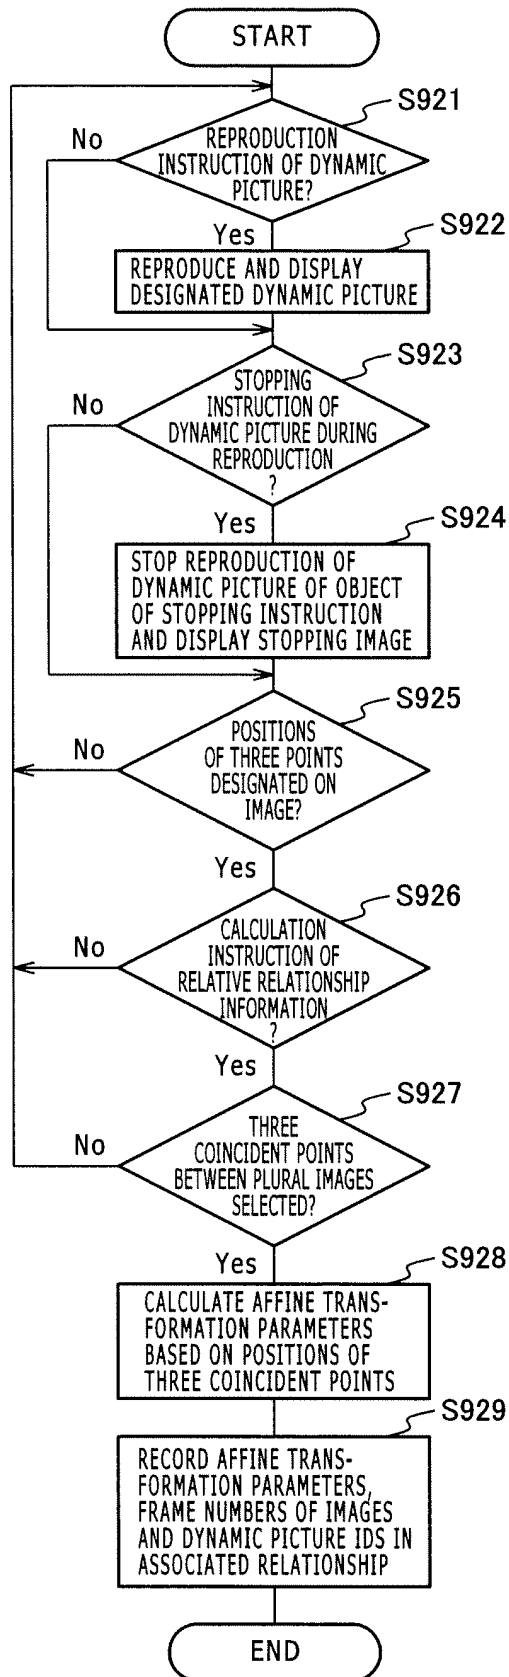 START
S921
No
REPRODUCTION
INSTRUCTION OF DYNAMIC
PICTURE?
Yes
S922
REPRODUCE AND DISPLAY
DESIGNATED DYNAMIC PICTURE
S923
No
STOPPING
INSTRUCTION OF
DYNAMIC PICTURE DURING
REPRODUCTION
?
Yes
S924
STOP REPRODUCTION OF
DYNAMIC PICTURE OF OBJECT
OF STOPPING INSTRUCTION
AND DISPLAY STOPPING IMAGE
S925
No
POSITIONS
OF THREE POINTS
DESIGNATED ON
IMAGE?
Yes
S926
No
CALCULATION
INSTRUCTION OF
RELATIVE RELATIONSHIP
INFORMATION
?
Yes
S927
No
THREE
COINCIDENT POINTS
BETWEEN PLURAL IMAGES
SELECTED?
Yes
S928
CALCULATE AFFINE TRANS-
FORMATION PARAMETERS
BASED ON POSITIONS OF
THREE COINCIDENT POINTS
S929
RECORD AFFINE TRANS-
FORMATION PARAMETERS,
FRAME NUMBERS OF IMAGES
AND DYNAMIC PICTURE IDS IN
ASSOCIATED RELATIONSHIP
END